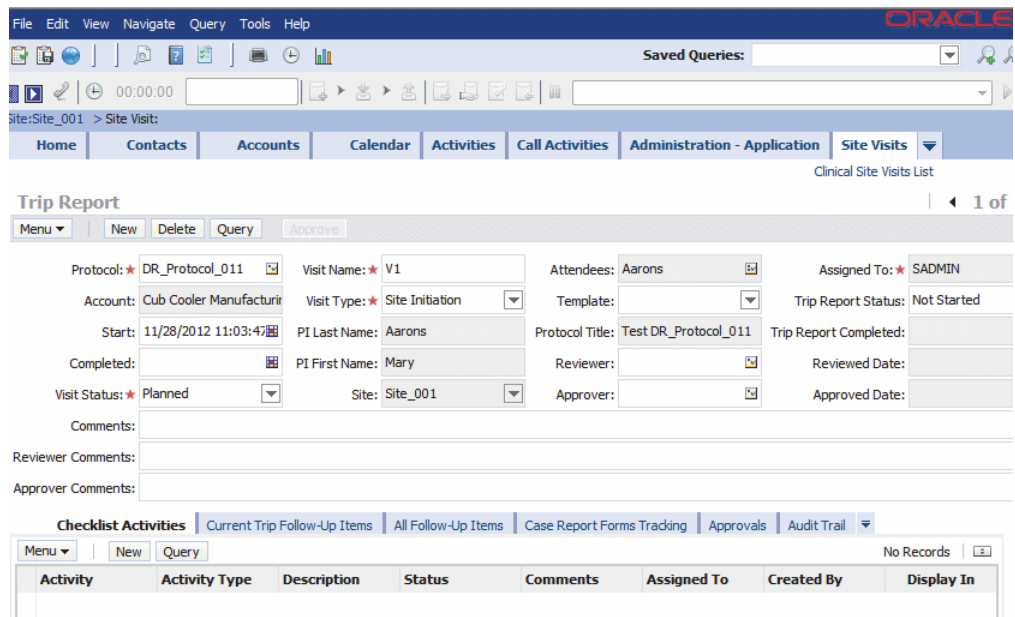 File Edit View Navigate Query Tools Help ORACLE
Saved Queries:
00:00:00
Site:Site_001 > Site Visit:
Home Contacts Accounts Calendar Activities Call Activities Administration - Application Site Visits
Clinical Site Visits List
Trip Report 1 of
Menu New Delete Query Approve
Protocol:★ DR_Protocol_011 Visit Name:★ V1 Attendees: Aarons Assigned To:★ SADMIN
Account: Cub Cooler Manufacturin Visit Type:★ Site Initiation Template: Trip Report Status: Not Started
Start: 11/28/2012 11:03:47 PI Last Name: Aarons Protocol Title: Test DR_Protocol_011 Trip Report Completed:
Completed: PI First Name: Mary Reviewer: Reviewed Date:
Visit Status:★ Planned Site: Site_001 Approver: Approved Date:
Comments:
Reviewer Comments:
Approver Comments:
Checklist Activities Current Trip Follow-Up Items All Follow-Up Items Case Report Forms Tracking Approvals Audit Trail
Menu New Query No Records
Activity Activity Type Description Status Comments Assigned To Created By Display In